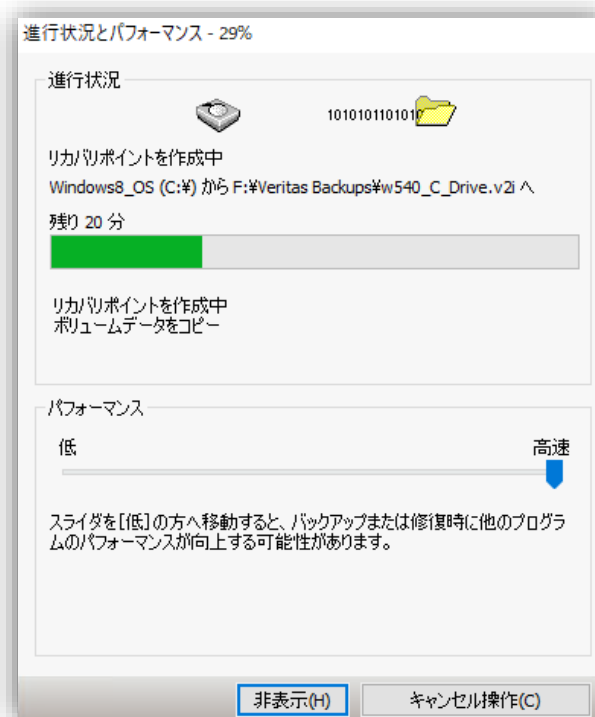 進行状況とパフォーマンス - 29%
進行状況
101010110101
リカバリポイントを作成中
Windows8_OS (C:¥) から F:¥Veritas Backups¥w540_C_Drive.v2i へ
残り 20 分
リカバリポイントを作成中
ボリュームデータをコピー
パフォーマンス
低 高速
スライダを[低]の方へ移動すると、バックアップまたは修復時に他のプログラ
ムのパフォーマンスが向上する可能性があります。
非表示(H) キャンセル操作(C)